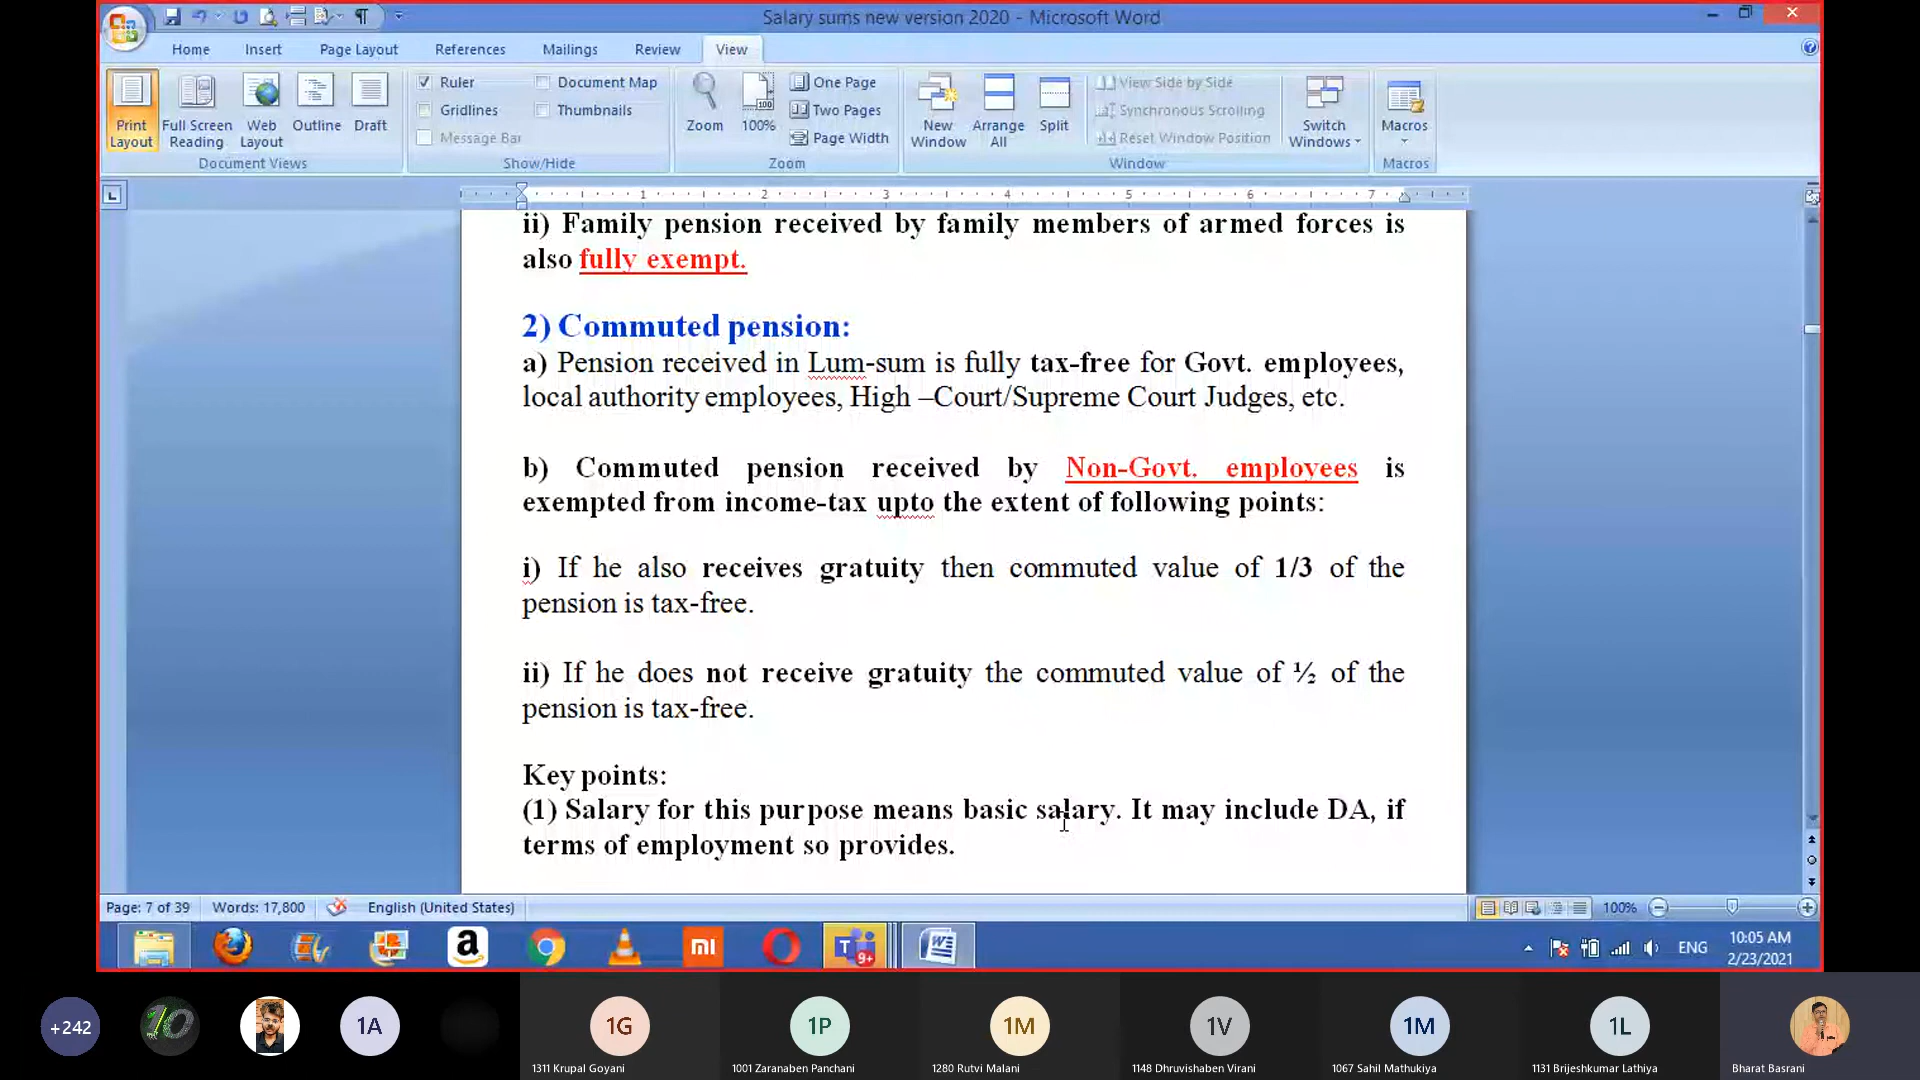 Salary sums new version 2020 - Microsoft Word
Home Insert Page Layout References Mailings Review View
Ruler Document Map One Page View Side by Side
Gridlines Thumbnails Two Pages Synchronous Scrolling
Message Bar Page Width Reset Window Position
Print Layout Full Screen Reading Web Layout Outline Draft Zoom 100% New Window Arrange All Split Switch Windows Macros
Document Views Show/Hide Zoom Window Macros
1 2 3 4 5 6 7
ii) Family pension received by family members of armed forces is
also fully exempt.
2) Commuted pension:
a) Pension received in Lum-sum is fully tax-free for Govt. employees,
local authority employees, High –Court/Supreme Court Judges, etc.
b) Commuted pension received by Non-Govt. employees is
exempted from income-tax upto the extent of following points:
i) If he also receives gratuity then commuted value of 1/3 of the
pension is tax-free.
ii) If he does not receive gratuity the commuted value of ½ of the
pension is tax-free.
Key points:
(1) Salary for this purpose means basic salary. It may include DA, if
terms of employment so provides.
Page: 7 of 39 Words: 17,800 English (United States) 100%
a mi T 9+ W ENG 10:05 AM
2/23/2021
+242 10 1A 1G 1P 1M 1V 1M 1L
1311 Krupal Goyani 1001 Zaranaben Panchani 1280 Rutvi Malani 1148 Dhruvishaben Virani 1067 Sahil Mathukiya 1131 Brijeshkumar Lathiya Bharat Basrani